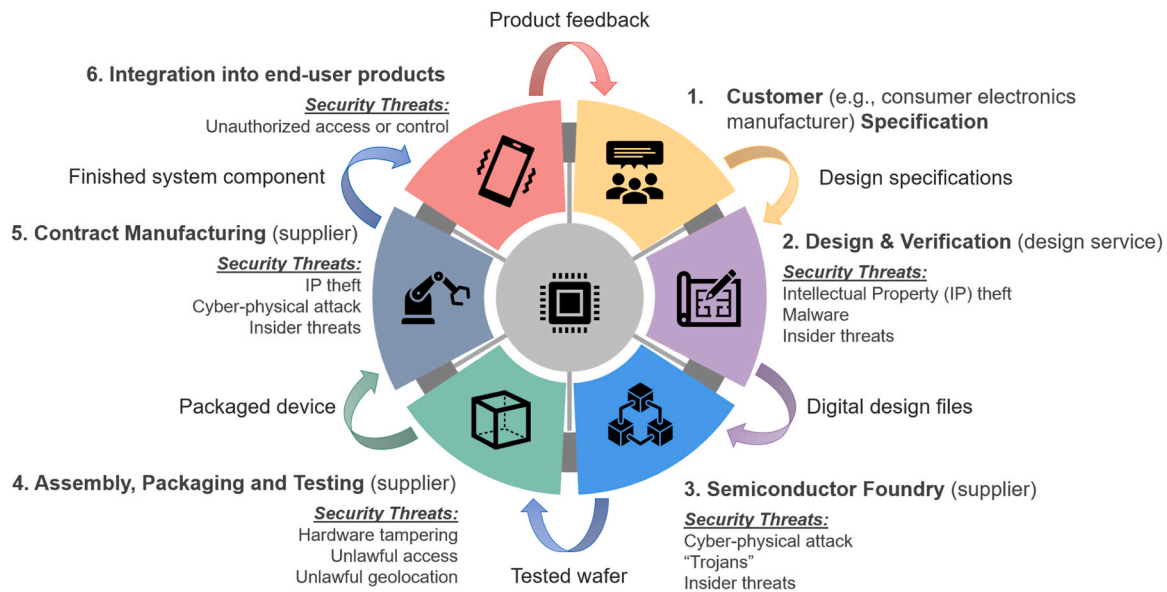 Product feedback
1. Customer (e.g., consumer electronics
manufacturer) Specification
Design specifications
2. Design & Verification (design service)
Security Threats:
Intellectual Property (IP) theft
Malware
Insider threats
Digital design files
3. Semiconductor Foundry (supplier)
Security Threats:
Cyber-physical attack
“Trojans”
Insider threats
Tested wafer
4. Assembly, Packaging and Testing (supplier)
Security Threats:
Hardware tampering
Unlawful access
Unlawful geolocation
Packaged device
5. Contract Manufacturing (supplier)
Security Threats:
IP theft
Cyber-physical attack
Insider threats
Finished system component
6. Integration into end-user products
Security Threats:
Unauthorized access or control